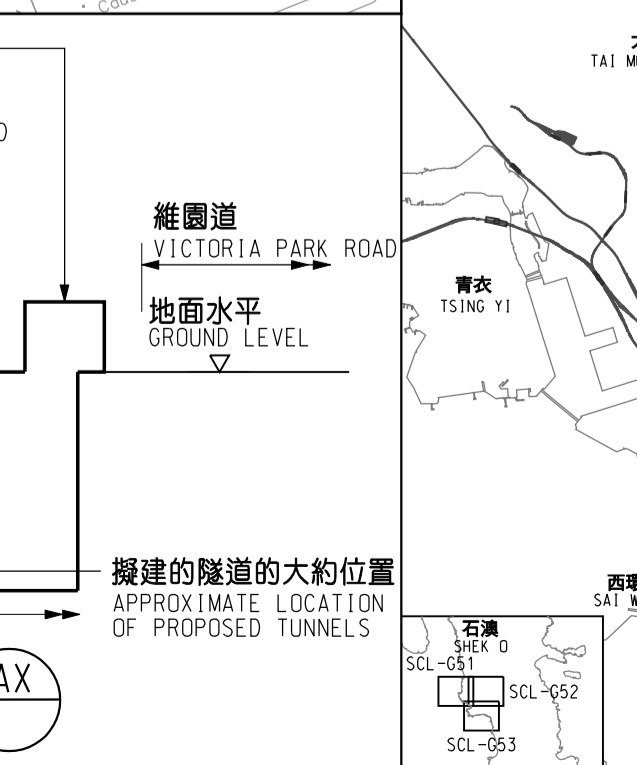 維園道
VICTORIA PARK ROAD
地面水平
GROUND LEVEL
擬建的隧道的大約位置
APPROXIMATE LOCATION
OF PROPOSED TUNNELS
AX
TAI M
青衣
TSING YI
西環
SAI W
石澳
SHEK O
SCL-G51
SCL-G52
SCL-G53